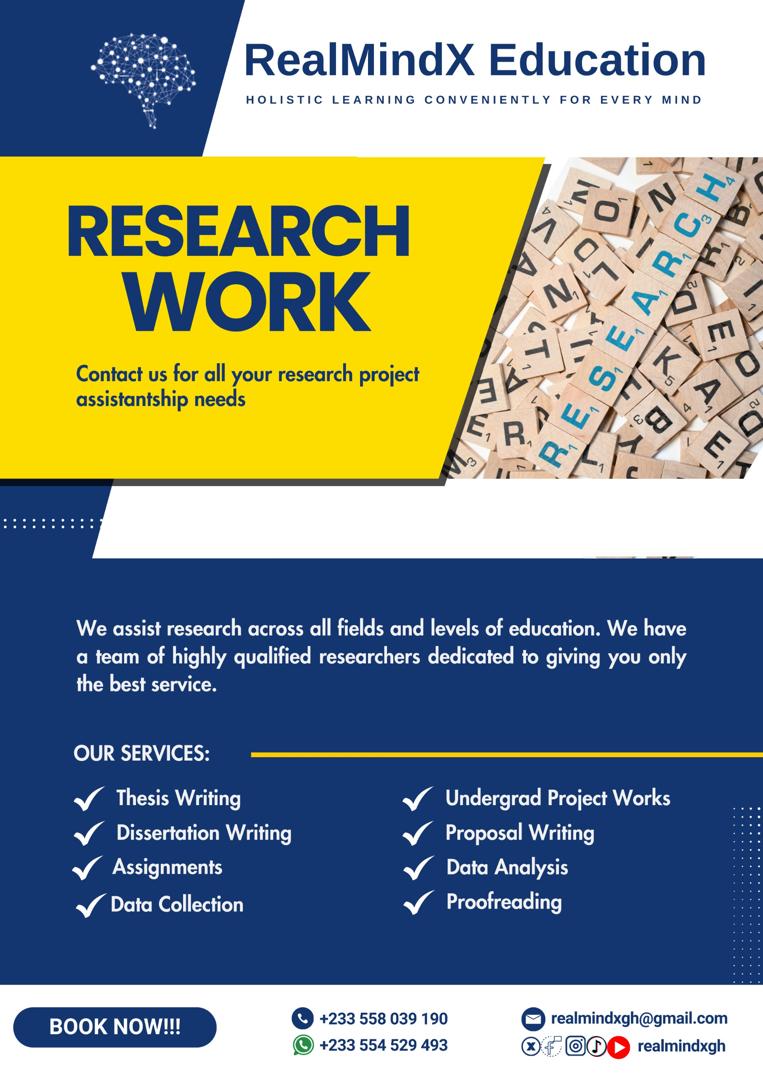 RealMindX Education
HOLISTIC LEARNING CONVENIENTLY FOR EVERY MIND
RESEARCH
WORK
Contact us for all your research project
assistantship needs
RESEARCH
We assist research across all fields and levels of education. We have
a team of highly qualified researchers dedicated to giving you only
the best service.
OUR SERVICES:
Thesis Writing
Dissertation Writing
Assignments
Data Collection
Undergrad Project Works
Proposal Writing
Data Analysis
Proofreading
BOOK NOW!!!
+233 558 039 190
+233 554 529 493
realmindxgh@gmail.com
realmindxgh